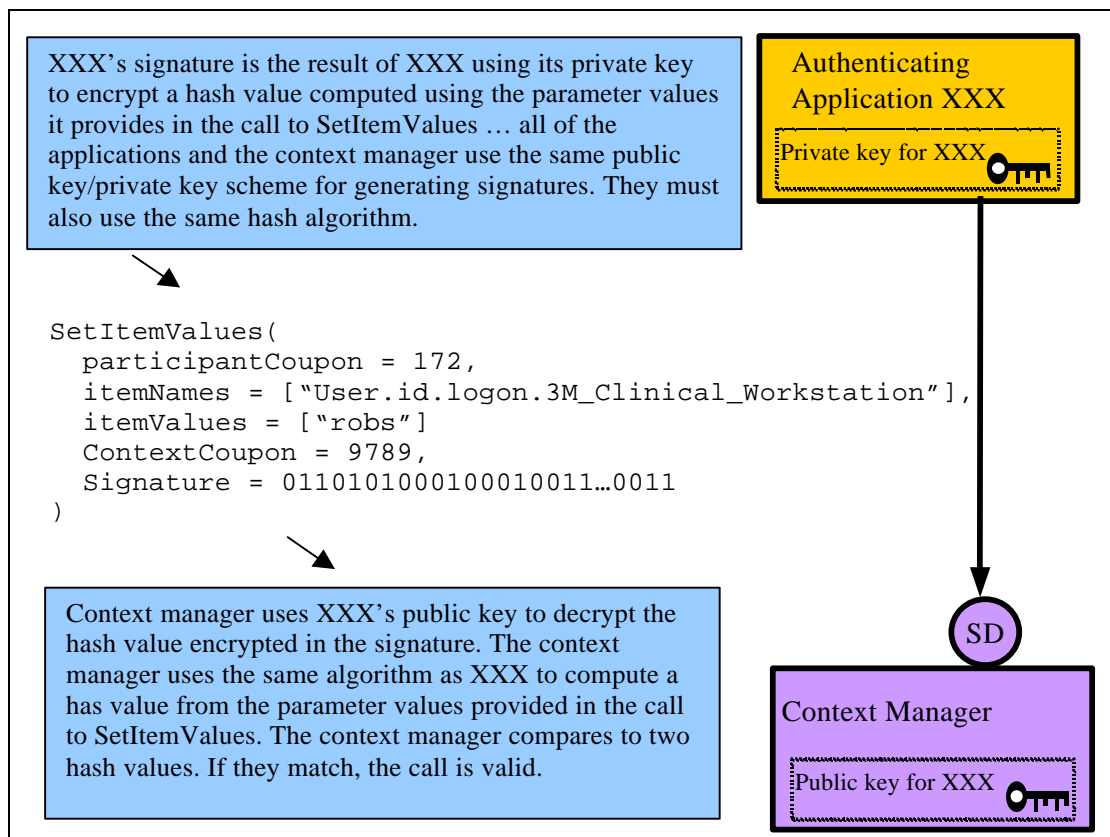 XXX’s signature is the result of XXX using its private key
to encrypt a hash value computed using the parameter values
it provides in the call to SetItemValues … all of the
applications and the context manager use the same public
key/private key scheme for generating signatures. They must
also use the same hash algorithm.
Authenticating
Application XXX
Private key for XXX
SetItemValues(
participantCoupon = 172,
itemNames = [“User.id.logon.3M_Clinical_Workstation”],
itemValues = [“robs”]
ContextCoupon = 9789,
Signature = 0110101000100010011…0011
)
Context manager uses XXX’s public key to decrypt the
hash value encrypted in the signature. The context
manager uses the same algorithm as XXX to compute a
has value from the parameter values provided in the call
to SetItemValues. The context manager compares to two
hash values. If they match, the call is valid.
SD
Context Manager
Public key for XXX